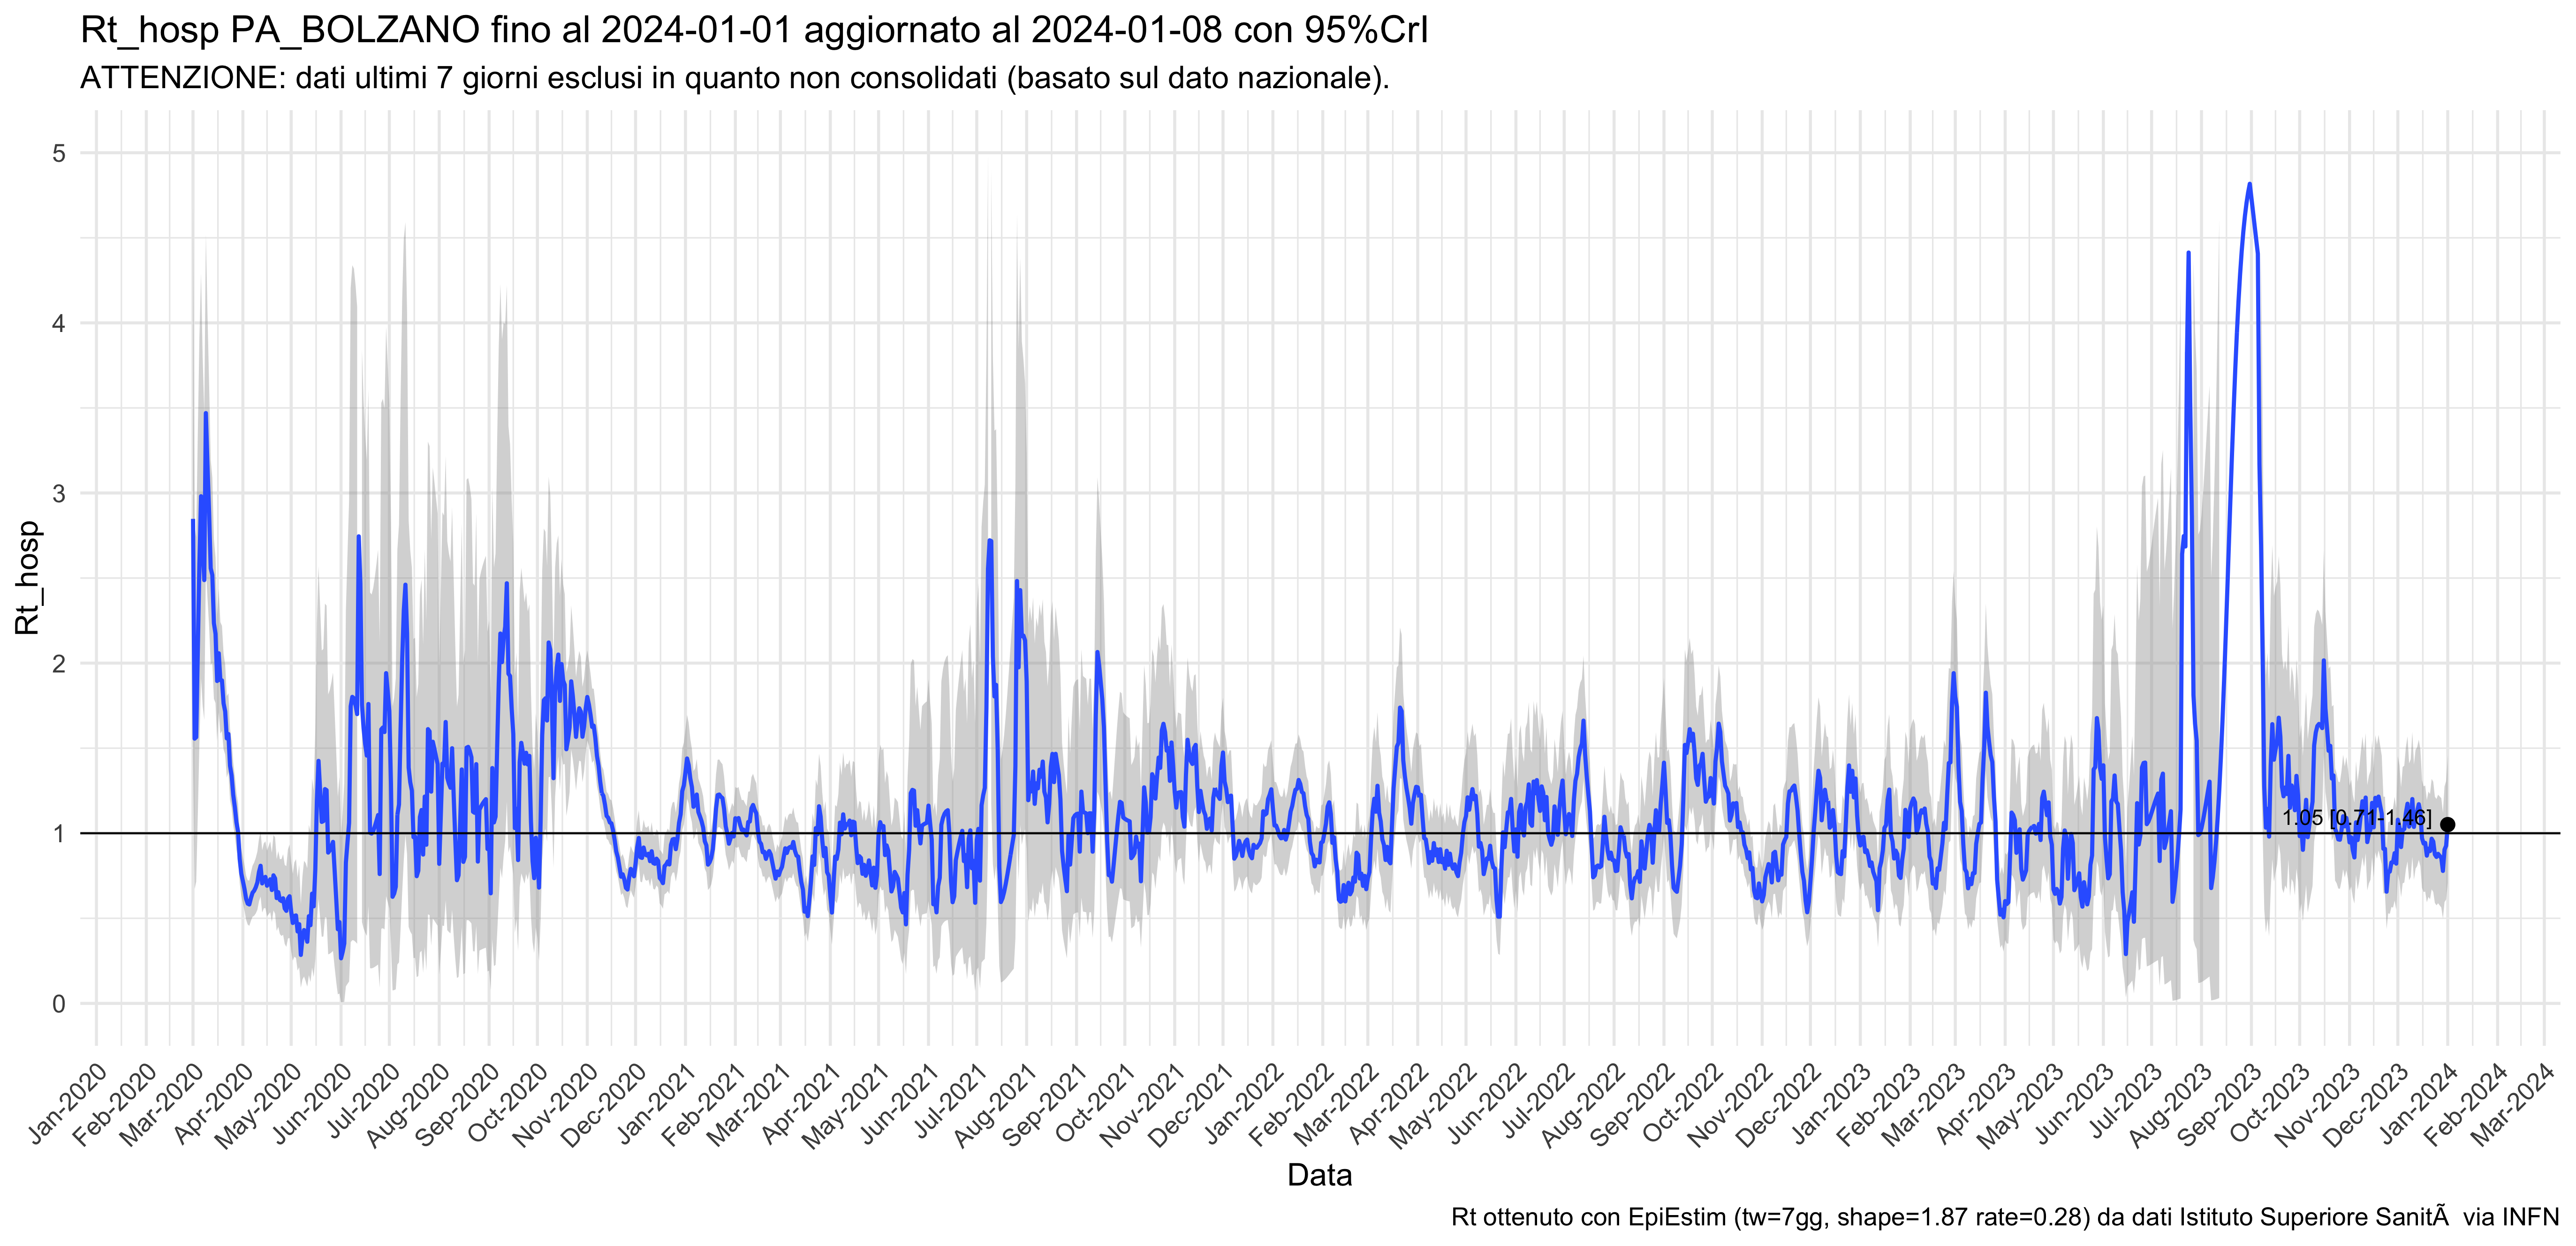 Rt_hosp PA_BOLZANO fino al 2024-01-01 aggiornato al 2024-01-08 con 95%CrI
ATTENZIONE: dati ultimi 7 giorni esclusi in quanto non consolidati (basato sul dato nazionale).
Rt_hosp
5
4
3
2
1
0
1.05 [0.71-1.46]
Jan-2020
Feb-2020
Mar-2020
Apr-2020
May-2020
Jun-2020
Jul-2020
Aug-2020
Sep-2020
Oct-2020
Nov-2020
Dec-2020
Jan-2021
Feb-2021
Mar-2021
Apr-2021
May-2021
Jun-2021
Jul-2021
Aug-2021
Sep-2021
Oct-2021
Nov-2021
Dec-2021
Jan-2022
Feb-2022
Mar-2022
Apr-2022
May-2022
Jun-2022
Jul-2022
Aug-2022
Sep-2022
Oct-2022
Nov-2022
Dec-2022
Jan-2023
Feb-2023
Mar-2023
Apr-2023
May-2023
Jun-2023
Jul-2023
Aug-2023
Sep-2023
Oct-2023
Nov-2023
Dec-2023
Jan-2024
Feb-2024
Mar-2024
Data
Rt ottenuto con EpiEstim (tw=7gg, shape=1.87 rate=0.28) da dati Istituto Superiore SanitÃ  via INFN